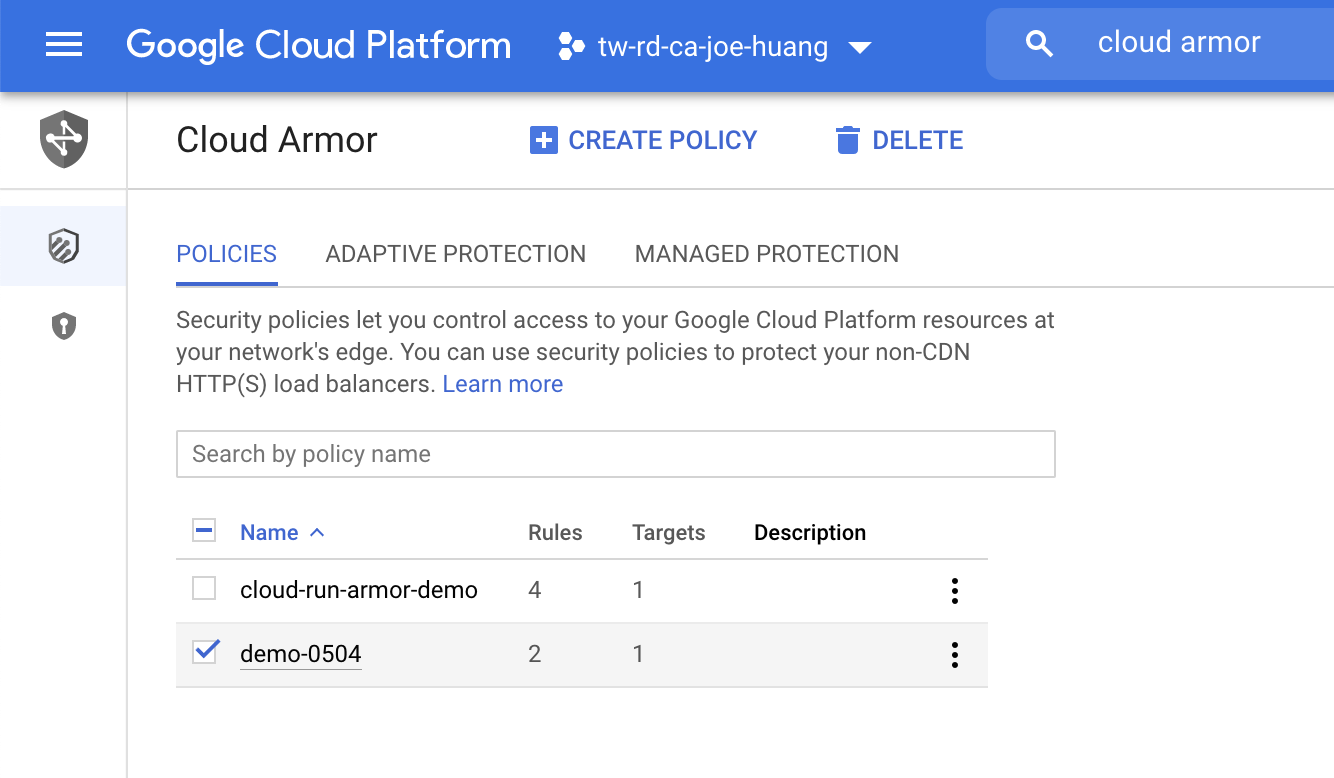 Google Cloud Platform tw-rd-ca-joe-huang cloud armor
Cloud Armor CREATE POLICY DELETE
POLICIES ADAPTIVE PROTECTION MANAGED PROTECTION
Security policies let you control access to your Google Cloud Platform resources at
your network's edge. You can use security policies to protect your non-CDN
HTTP(S) load balancers. Learn more
Search by policy name
Name Rules Targets Description
cloud-run-armor-demo 4 1
demo-0504 2 1